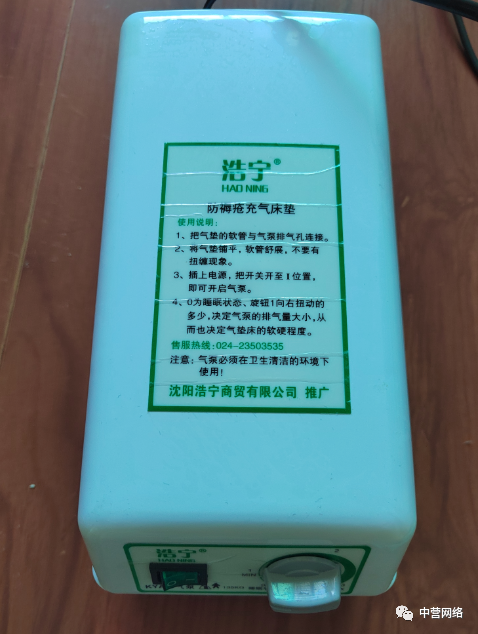 浩宁®
HAO NING
防褥疮充气床垫
使用说明:
1、把气垫的软管与气泵排气孔连接。
2、将气垫铺平,软管舒展,不要有
扭缠现象。
3、插上电源,把开关开至 I 位置,
即可开启气泵。
4、0为睡眠状态、旋钮1向右扭动的
多少,决定气泵的排气量大小,从
而也决定气垫床的软硬程度。
售服热线:024-23503535
注意:气泵必须在卫生清洁的环境下
使用!
沈阳浩宁商贸有限公司 推广
浩宁®
HAO NING
中营网络